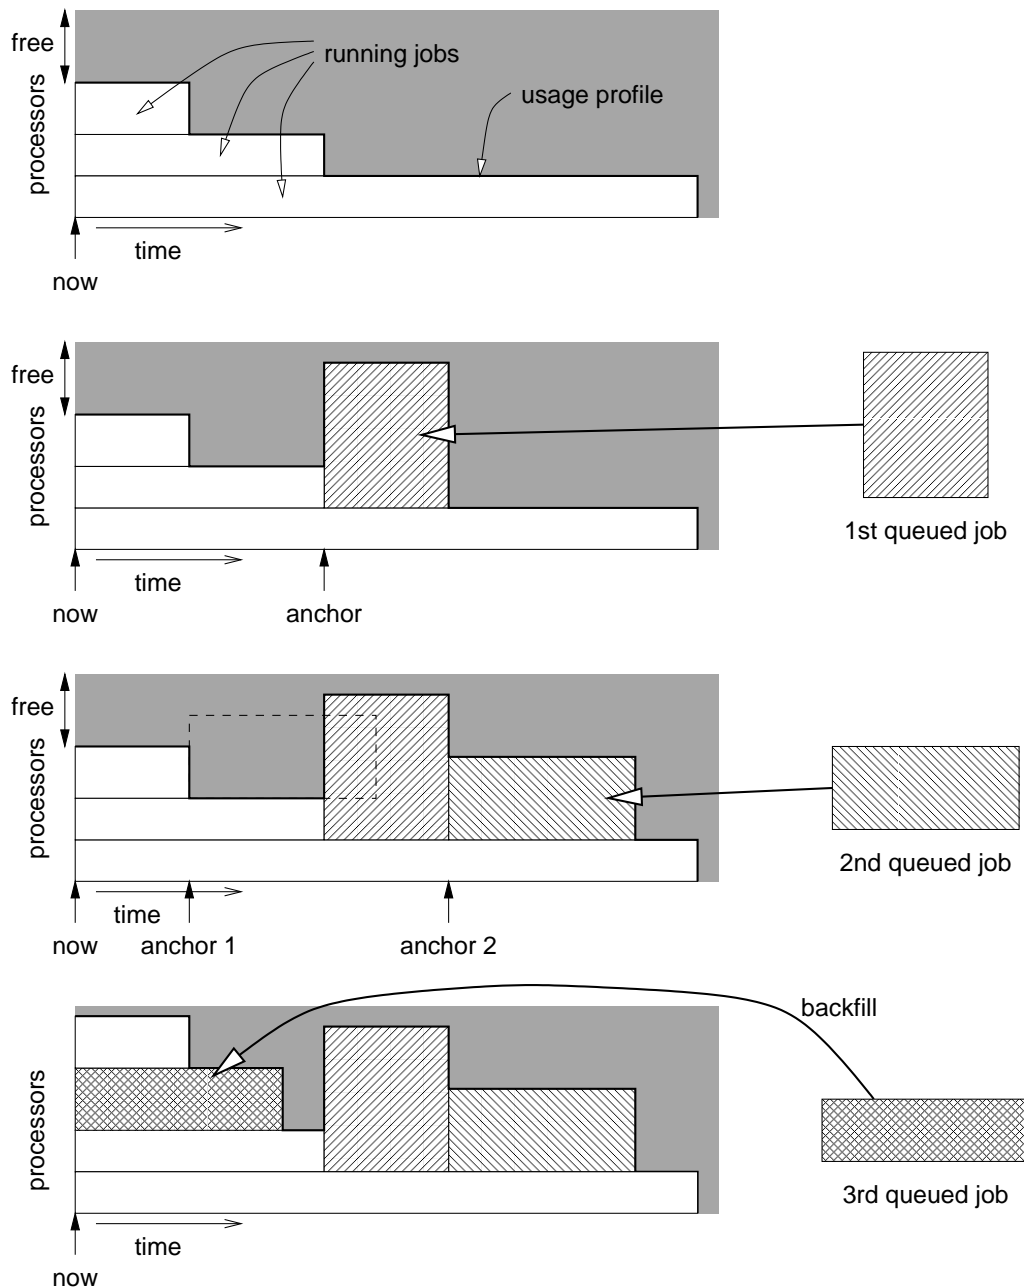 free
running jobs
processors
usage profile
time
now
free
processors
1st queued job
time
now
anchor
free
processors
2nd queued job
time
now
anchor 1
anchor 2
backfill
processors
3rd queued job
time
now